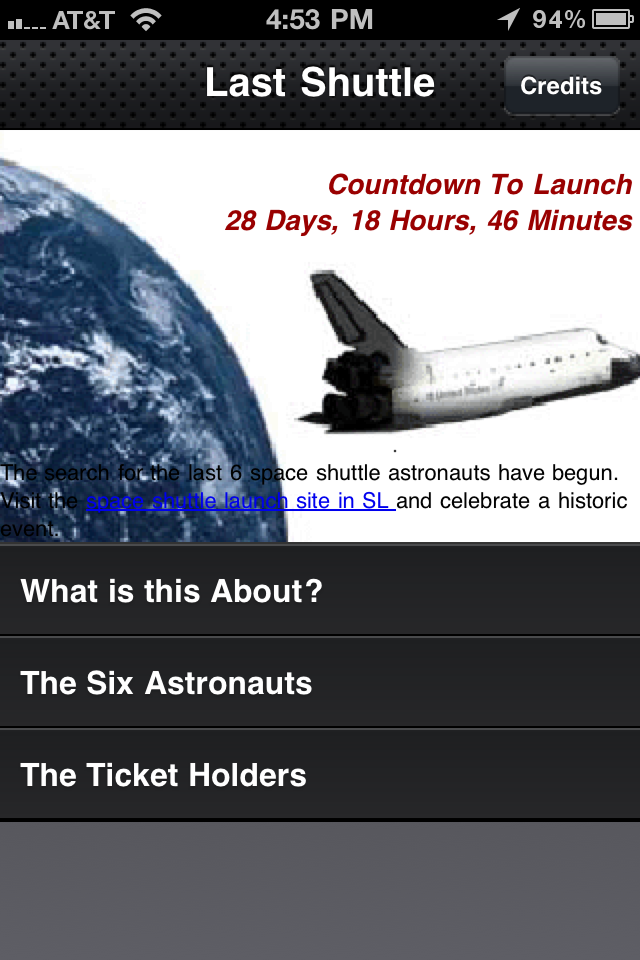 AT&T 4:53 PM 94%
Last Shuttle
Credits
Countdown To Launch
28 Days, 18 Hours, 46 Minutes
United States
.
The search for the last 6 space shuttle astronauts have begun.
Visit the space shuttle launch site in SL and celebrate a historic
event.
What is this About?
The Six Astronauts
The Ticket Holders